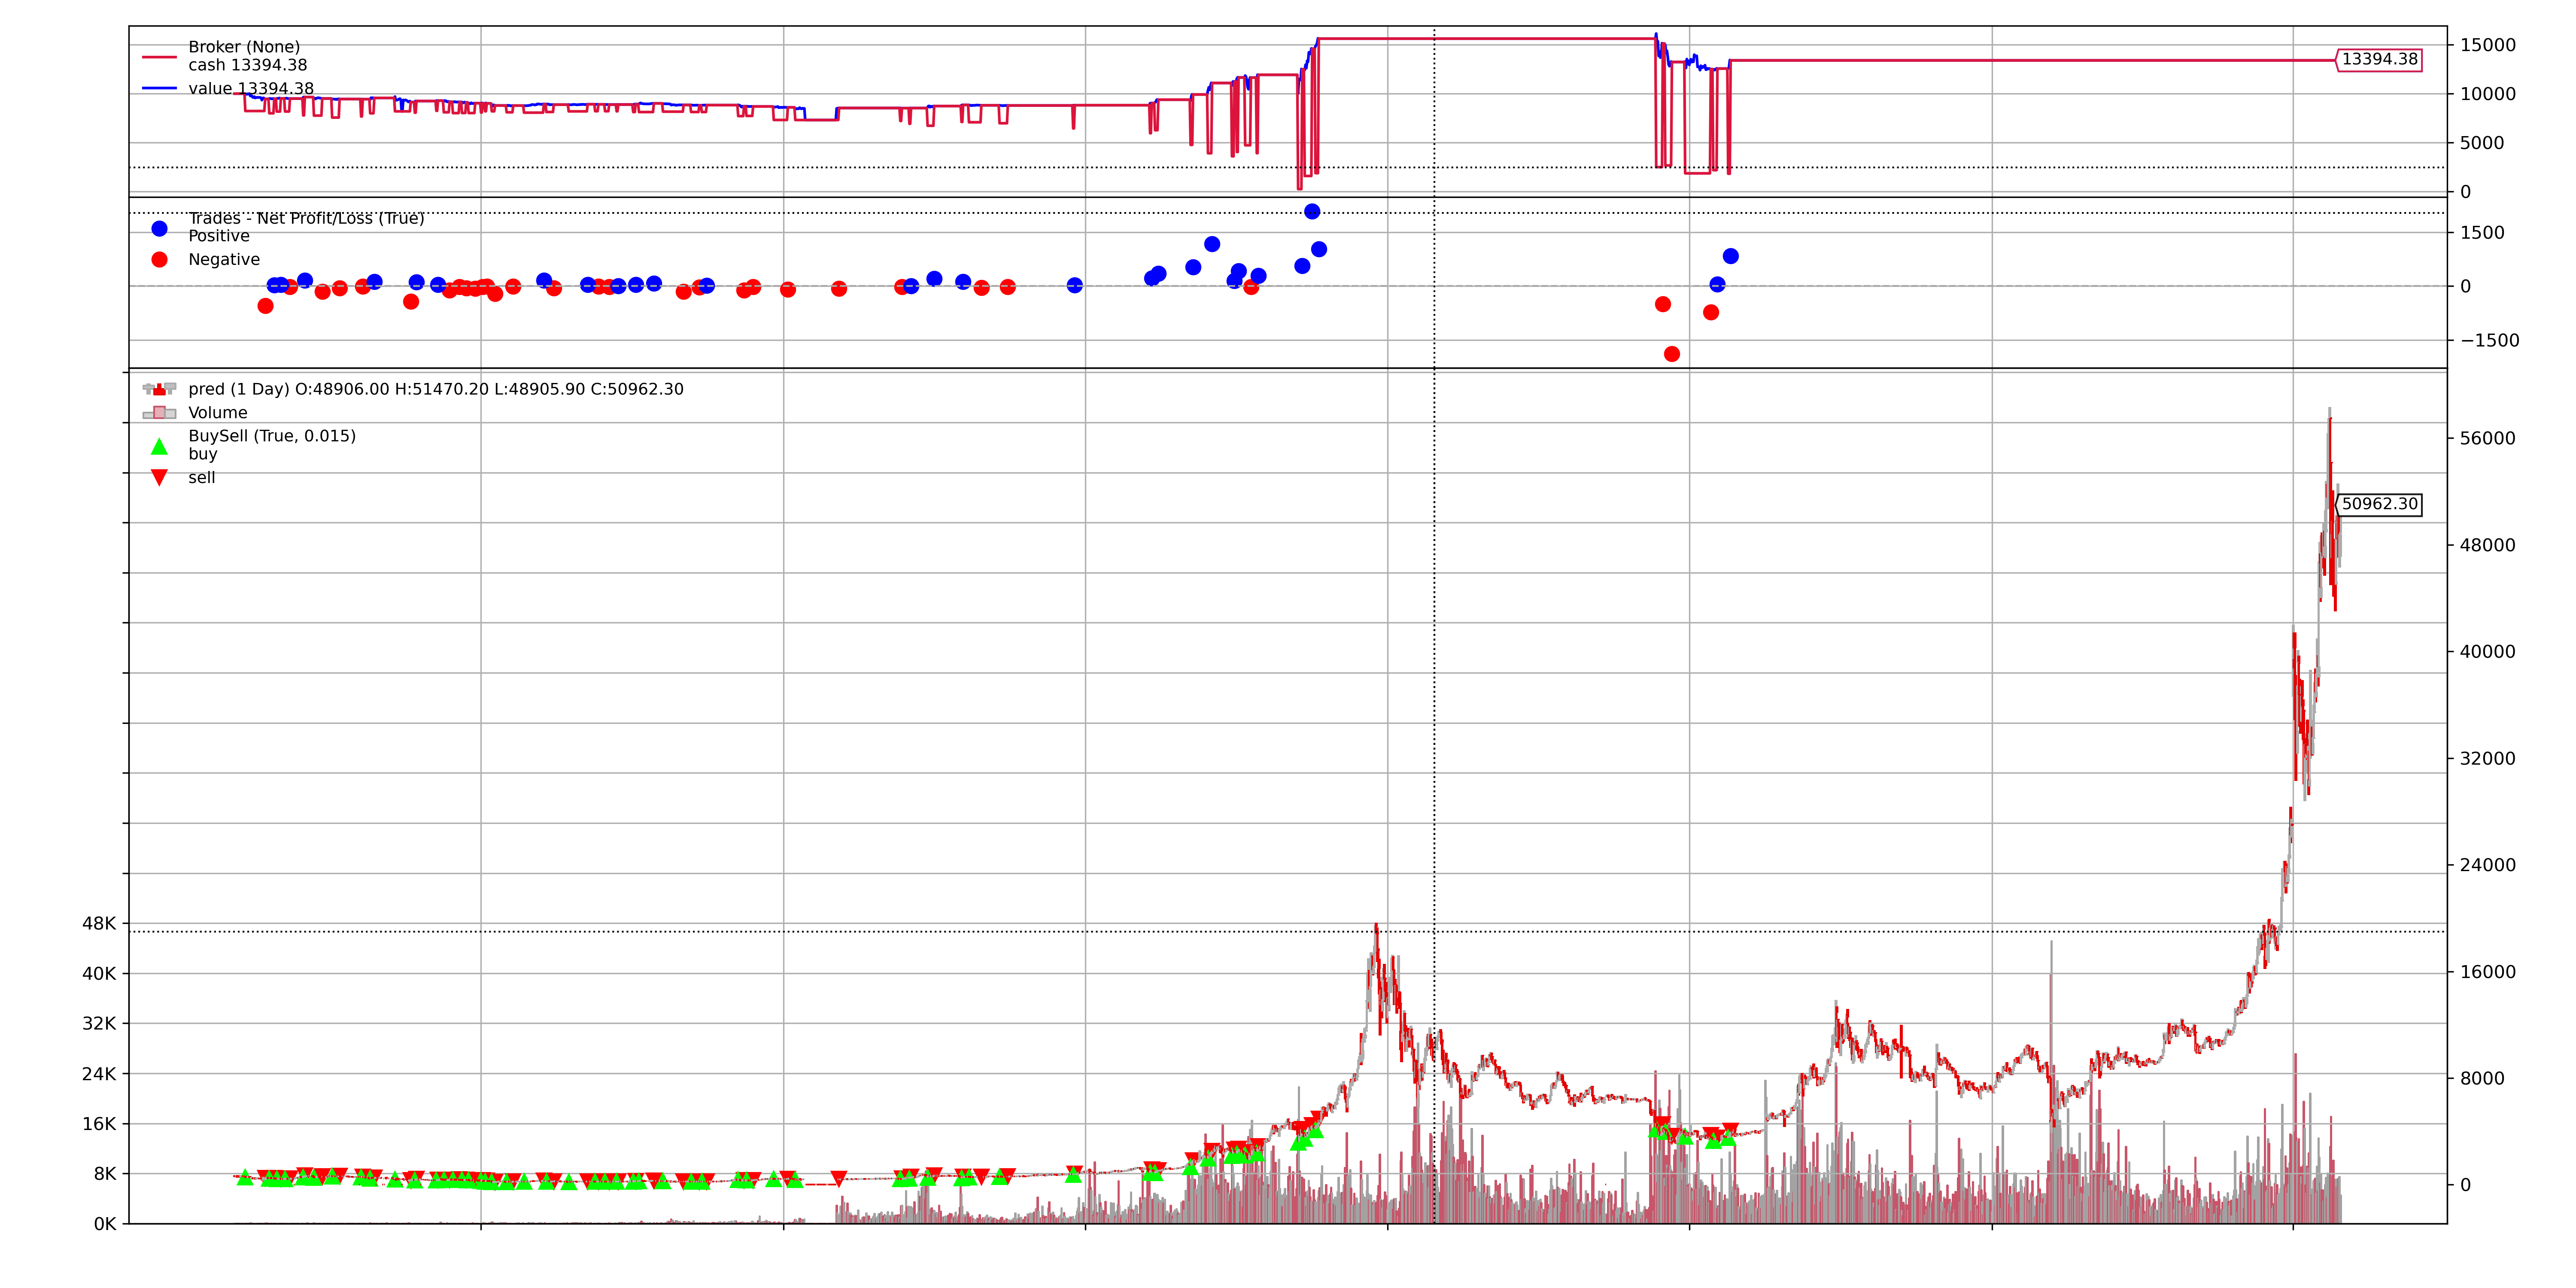 Broker (None)
cash 13394.38
value 13394.38
15000
13394.38
10000
5000
0
Trades - Net Profit/Loss (True)
Positive
Negative
1500
0
−1500
pred (1 Day) O:48906.00 H:51470.20 L:48905.90 C:50962.30
Volume
BuySell (True, 0.015)
buy
sell
56000
50962.30
48000
40000
32000
24000
16000
8000
0
48K
40K
32K
24K
16K
8K
0K